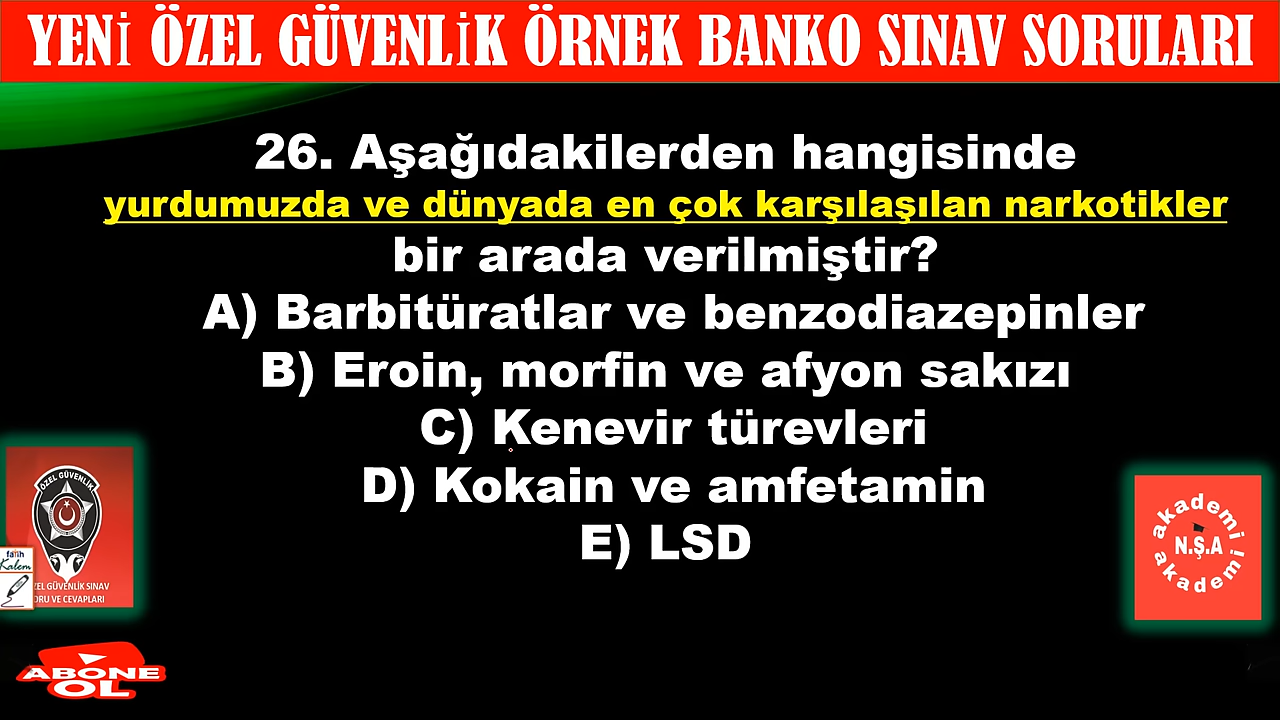 YENİ ÖZEL GÜVENLİK ÖRNEK BANKO SINAV SORULARI
26. Aşağıdakilerden hangisinde
yurdumuzda ve dünyada en çok karşılaşılan narkotikler
bir arada verilmiştir?
A) Barbitüratlar ve benzodiazepinler
B) Eroin, morfin ve afyon sakızı
C) Kenevir türevleri
D) Kokain ve amfetamin
E) LSD
ÖZEL GÜVENLİK
fatih
Kalem
ZEL GÜVENLİK SINAV
ORU VE CEVAPLARI
akademi
N.Ş.A
akademi
ABONE
OL